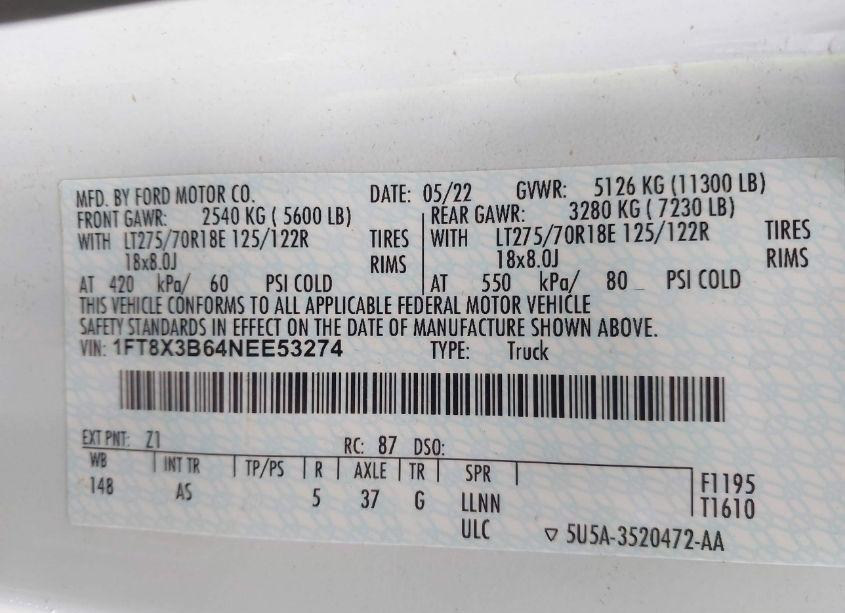 MFD. BY FORD MOTOR CO. DATE: 05/22 GVWR: 5126 KG (11300 LB)
FRONT GAWR: 2540 KG ( 5600 LB) REAR GAWR: 3280 KG ( 7230 LB)
WITH LT275/70R18E 125/122R TIRES WITH LT275/70R18E 125/122R TIRES
18x8.0J RIMS 18x8.0J RIMS
AT 420 kPa/ 60 PSI COLD AT 550 kPa/ 80 PSI COLD
THIS VEHICLE CONFORMS TO ALL APPLICABLE FEDERAL MOTOR VEHICLE
SAFETY STANDARDS IN EFFECT ON THE DATE OF MANUFACTURE SHOWN ABOVE.
VIN: 1FT8X3B64NEE53274 TYPE: Truck
EXT PNT: Z1 RC: 87 DSO:
WB INT TR TP/PS R AXLE TR SPR F1195
148 AS 5 37 G LLNN T1610
ULC ▽ 5U5A-3520472-AA